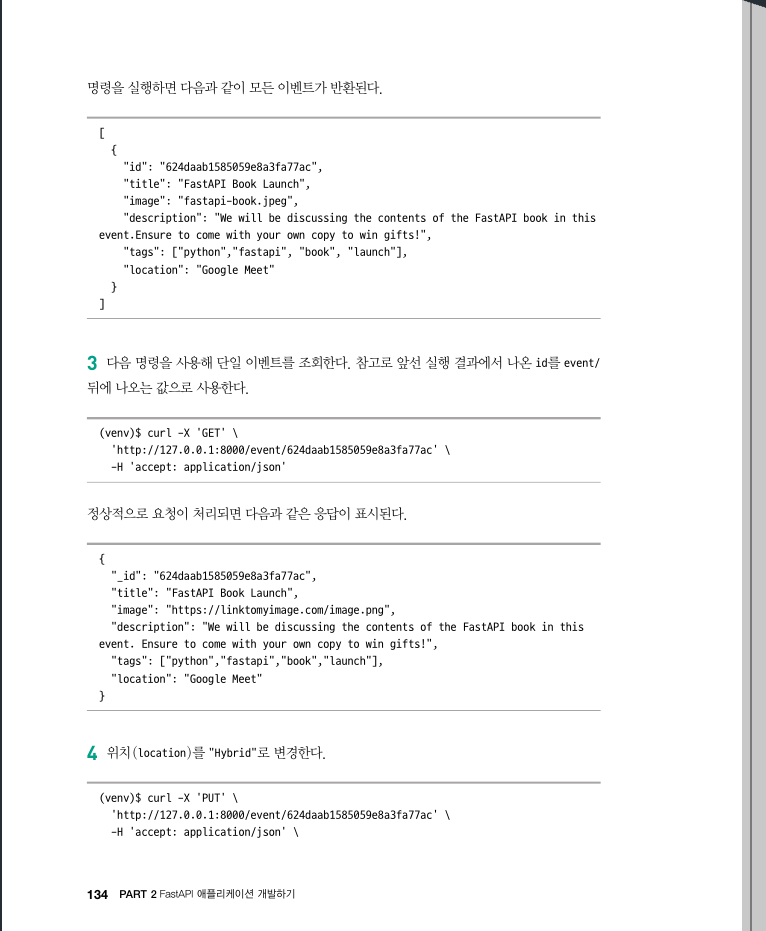 명령을 실행하면 다음과 같이 모든 이벤트가 반환된다.
[
  {
    "id": "624daab1585059e8a3fa77ac",
    "title": "FastAPI Book Launch",
    "image": "fastapi-book.jpeg",
    "description": "We will be discussing the contents of the FastAPI book in this
event.Ensure to come with your own copy to win gifts!",
    "tags": ["python","fastapi", "book", "launch"],
    "location": "Google Meet"
  }
]
3 다음 명령을 사용해 단일 이벤트를 조회한다. 참고로 앞선 실행 결과에서 나온 id를 event/
뒤에 나오는 값으로 사용한다.
(venv)$ curl -X 'GET' \
  'http://127.0.0.1:8000/event/624daab1585059e8a3fa77ac' \
  -H 'accept: application/json'
정상적으로 요청이 처리되면 다음과 같은 응답이 표시된다.
{
  "_id": "624daab1585059e8a3fa77ac",
  "title": "FastAPI Book Launch",
  "image": "https://linktomyimage.com/image.png",
  "description": "We will be discussing the contents of the FastAPI book in this
event. Ensure to come with your own copy to win gifts!",
  "tags": ["python","fastapi","book","launch"],
  "location": "Google Meet"
}
4 위치(location)를 "Hybrid"로 변경한다.
(venv)$ curl -X 'PUT' \
  'http://127.0.0.1:8000/event/624daab1585059e8a3fa77ac' \
  -H 'accept: application/json' \
134 PART 2 FastAPI 애플리케이션 개발하기